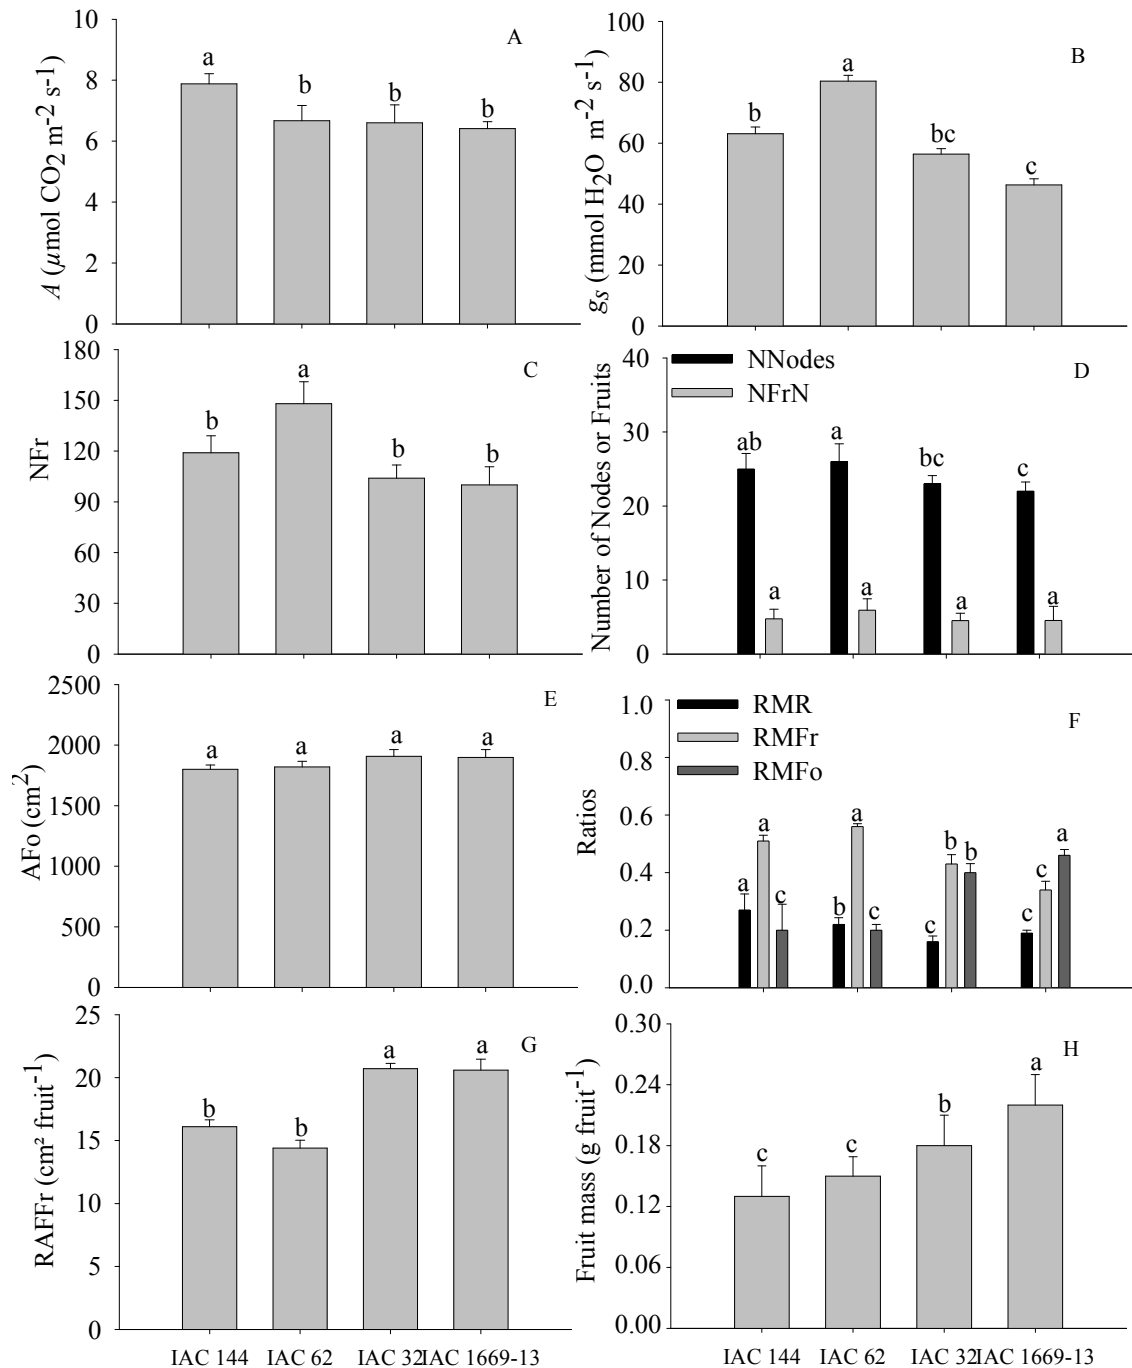 A
A (µmol CO2 m-2 s-1)
10
8
6
4
2
0
a
b
b
b
B
gs (mmol H2O m-2 s-1)
100
80
60
40
20
0
b
a
bc
c
C
NFr
180
150
120
90
60
30
0
b
a
b
b
D
NNodes
NFrN
Number of Nodes or Fruits
40
30
20
10
0
ab
a
bc
c
a
a
a
a
E
AFo (cm2)
2500
2000
1500
1000
500
0
a
a
a
a
F
RMR
RMFr
RMFo
Ratios
1.0
0.8
0.6
0.4
0.2
0.0
a
a
c
b
a
c
c
b
b
c
c
a
G
RAFFr (cm² fruit-1)
25
20
15
10
5
0
b
b
a
a
IAC 144
IAC 62
IAC 32
IAC 1669-13
H
Fruit mass (g fruit-1)
0.30
0.24
0.18
0.12
0.06
0.00
c
c
b
a
IAC 144
IAC 62
IAC 32
IAC 1669-13